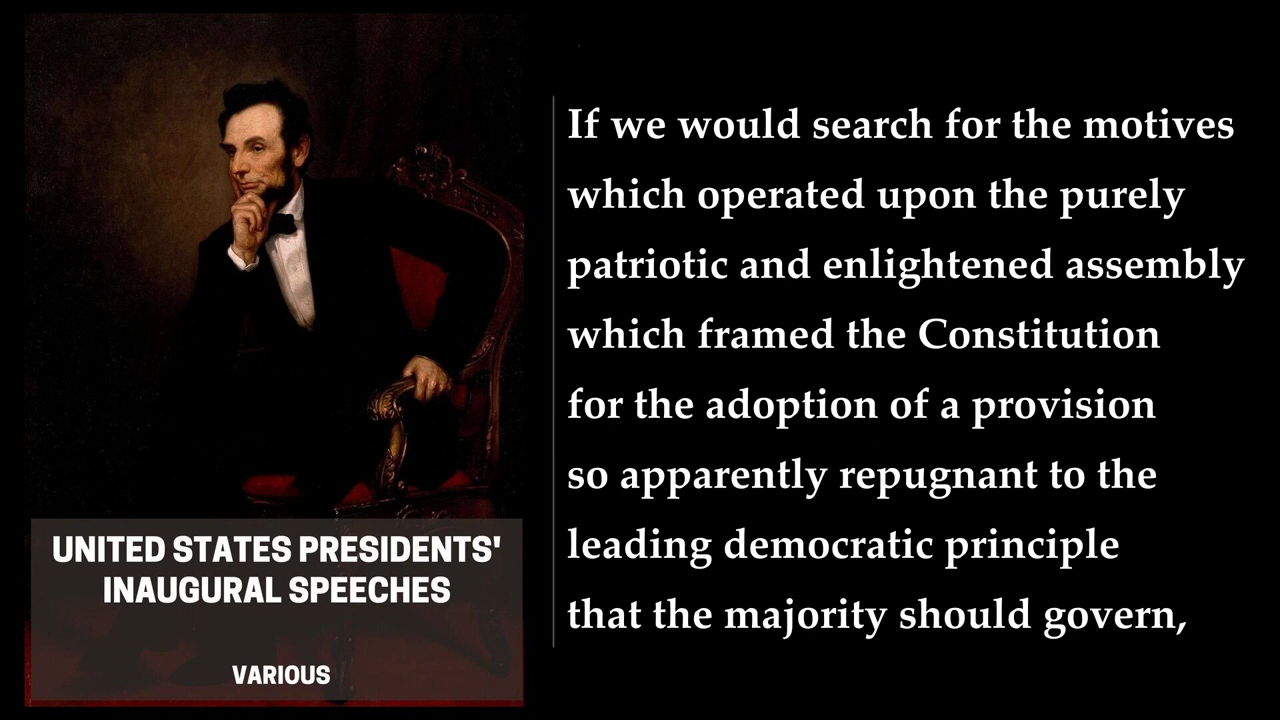 UNITED STATES PRESIDENTS'
INAUGURAL SPEECHES
VARIOUS
If we would search for the motives
which operated upon the purely
patriotic and enlightened assembly
which framed the Constitution
for the adoption of a provision
so apparently repugnant to the
leading democratic principle
that the majority should govern,